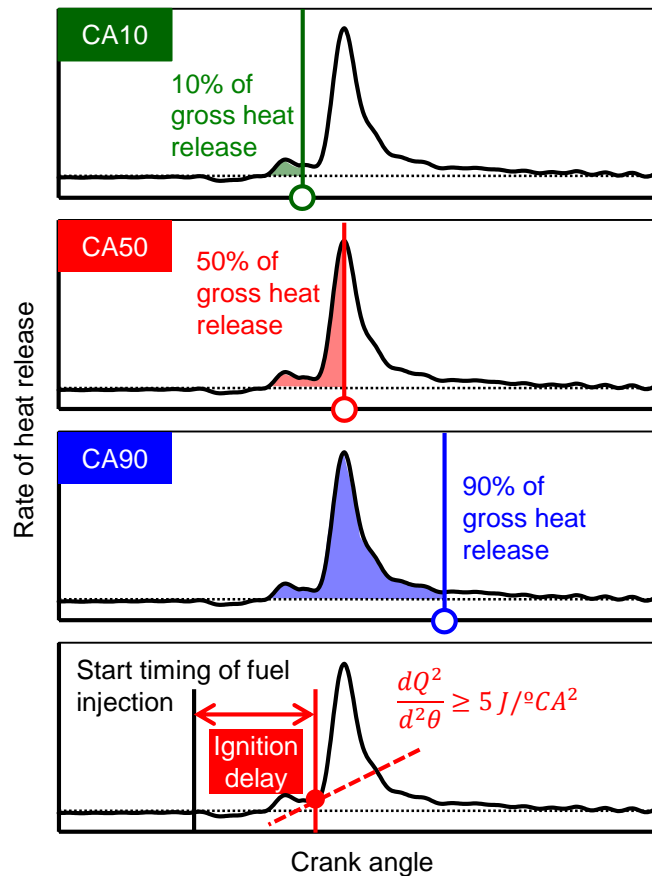 CA10
10% of
gross heat
release
CA50
50% of
gross heat
release
Rate of heat release
CA90
90% of
gross heat
release
Start timing of fuel
injection
Ignition
delay
dQ²/d²θ ≥ 5 J/ºCA²
Crank angle